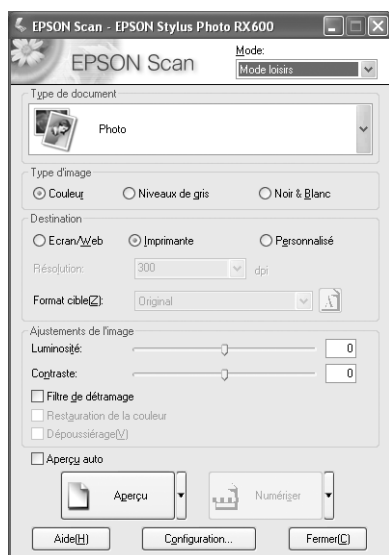 EPSON Scan - EPSON Stylus Photo RX600
EPSON Scan
Mode:
Mode loisirs
Type de document
Photo
Type d'image
Couleur
Niveaux de gris
Noir & Blanc
Destination
Ecran/Web
Imprimante
Personnalisé
Résolution:
300
dpi
Format cible(Z):
Original
Ajustements de l'image
Luminosité:
0
Contraste:
0
Filtre de détramage
Restauration de la couleur
Dépoussiérage(V)
Aperçu auto
Aperçu
Numériser
Aide(H)
Configuration...
Fermer(C)